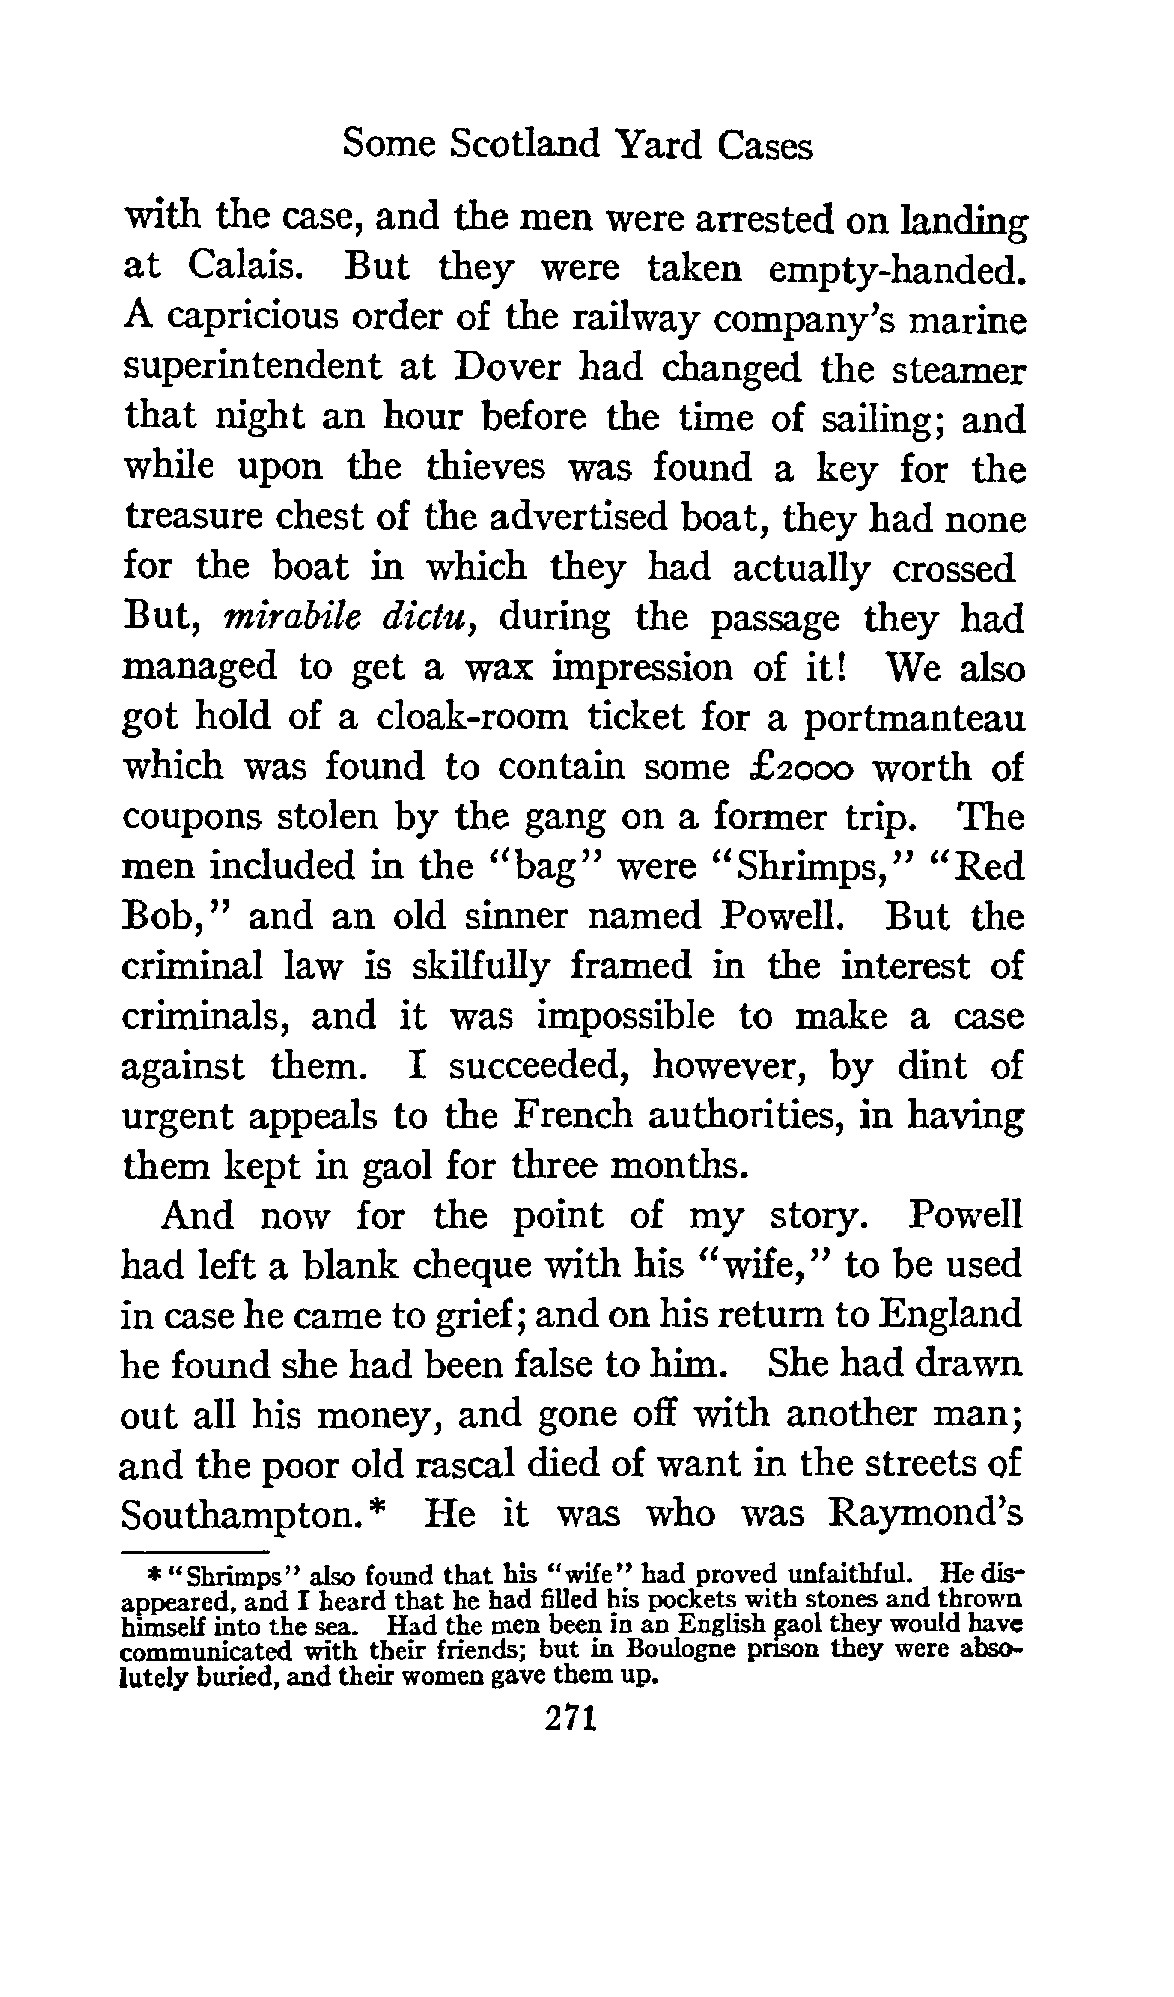 Some Scotland Yard Cases
with the case, and the men were arrested on landing
at Calais. But they were taken empty-handed.
A capricious order of the railway company's marine
superintendent at Dover had changed the steamer
that night an hour before the time of sailing; and
while upon the thieves was found a key for the
treasure chest of the advertised boat, they had none
for the boat in which they had actually crossed
But, mirabile dictu, during the passage they had
managed to get a wax impression of it! We also
got hold of a cloak-room ticket for a portmanteau
which was found to contain some £2000 worth of
coupons stolen by the gang on a former trip. The
men included in the "bag" were "Shrimps," "Red
Bob," and an old sinner named Powell. But the
criminal law is skilfully framed in the interest of
criminals, and it was impossible to make a case
against them. I succeeded, however, by dint of
urgent appeals to the French authorities, in having
them kept in gaol for three months.
And now for the point of my story. Powell
had left a blank cheque with his "wife," to be used
in case he came to grief; and on his return to England
he found she had been false to him. She had drawn
out all his money, and gone off with another man;
and the poor old rascal died of want in the streets of
Southampton.* He it was who was Raymond's
* "Shrimps" also found that his "wife" had proved unfaithful. He dis-
appeared, and I heard that he had filled his pockets with stones and thrown
himself into the sea. Had the men been in an English gaol they would have
communicated with their friends; but in Boulogne prison they were abso-
lutely buried, and their women gave them up.
271